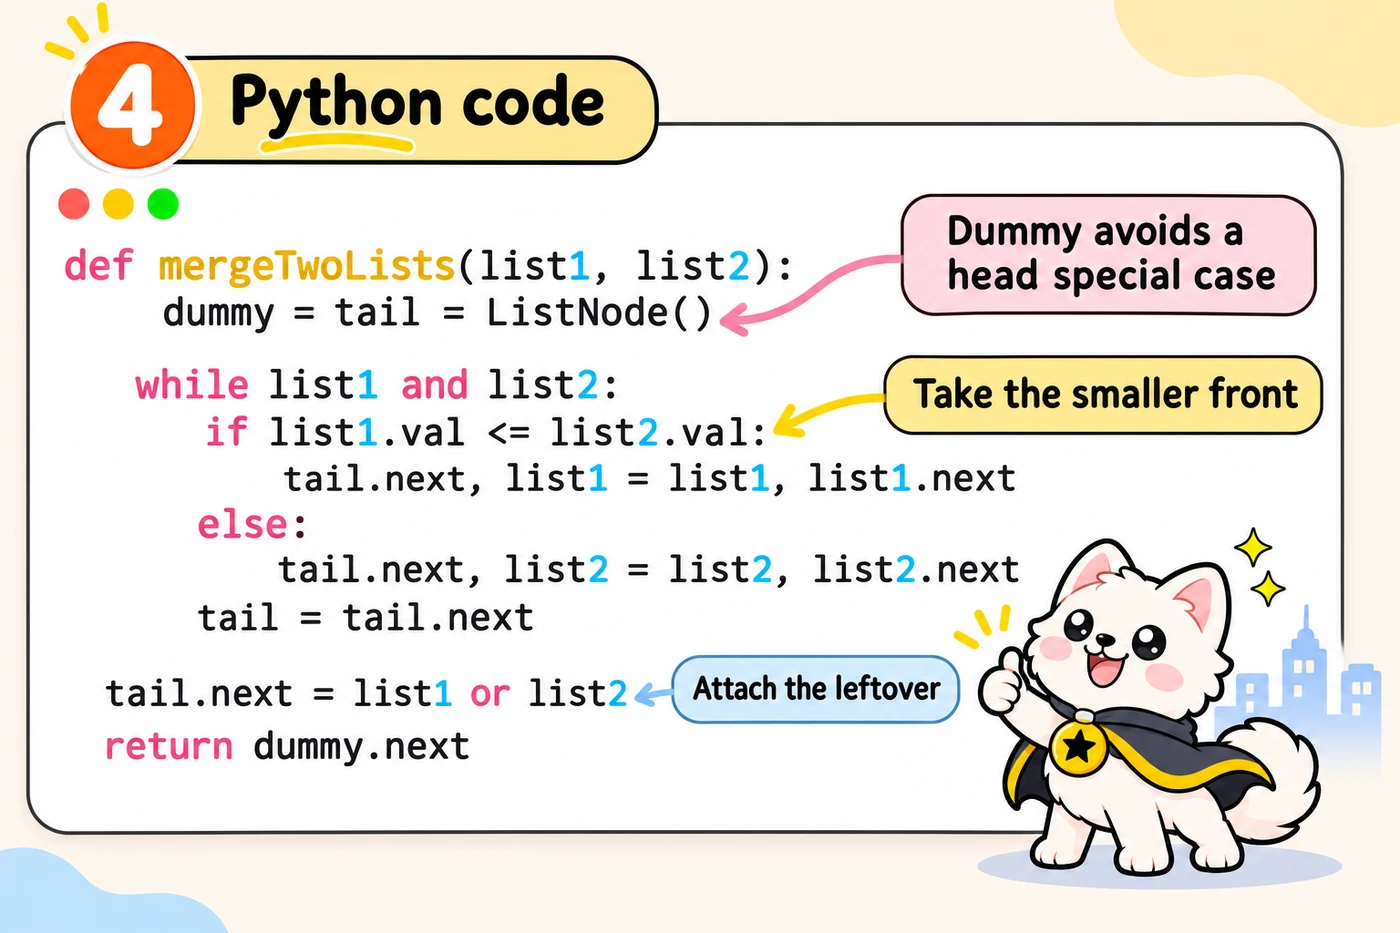 4
Python code
def mergeTwoLists(list1, list2):
dummy = tail = ListNode()
Dummy avoids a
head special case
while list1 and list2:
if list1.val <= list2.val:
Take the smaller front
tail.next, list1 = list1, list1.next
else:
tail.next, list2 = list2, list2.next
tail = tail.next
tail.next = list1 or list2
Attach the leftover
return dummy.next